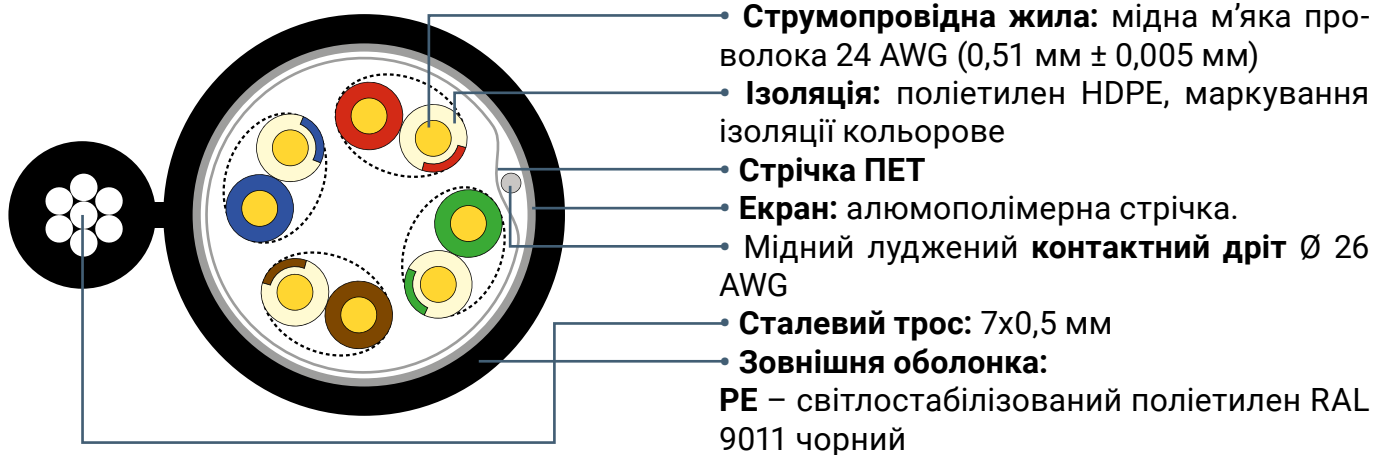 • Струмопровідна жила: мідна м’яка про-
волока 24 AWG (0,51 мм ± 0,005 мм)
• Ізоляція: поліетилен HDPE, маркування
ізоляції кольорове
• Стрічка ПЕТ
• Екран: алюмополімерна стрічка.
• Мідний луджений контактний дріт Ø 26
AWG
• Сталевий трос: 7x0,5 мм
• Зовнішня оболонка:
PE – світлостабілізований поліетилен RAL
9011 чорний